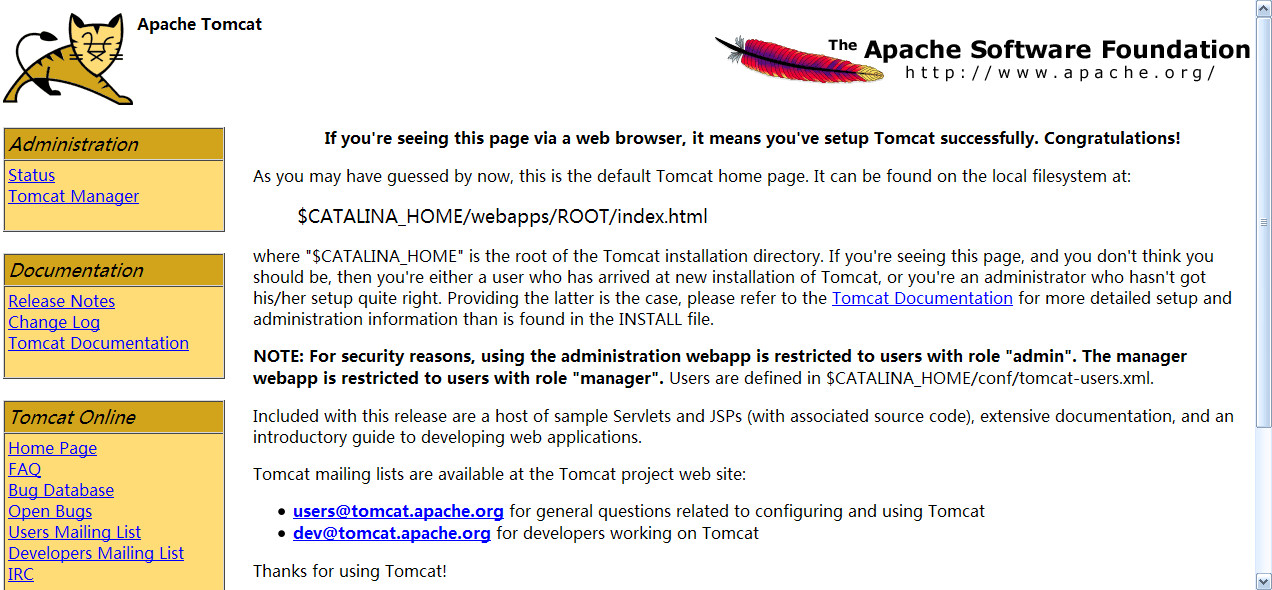 Apache Tomcat
The Apache Software Foundation
http://www.apache.org/
Administration
Status
Tomcat Manager
Documentation
Release Notes
Change Log
Tomcat Documentation
Tomcat Online
Home Page
FAQ
Bug Database
Open Bugs
Users Mailing List
Developers Mailing List
IRC
If you're seeing this page via a web browser, it means you've setup Tomcat successfully. Congratulations!
As you may have guessed by now, this is the default Tomcat home page. It can be found on the local filesystem at:
$CATALINA_HOME/webapps/ROOT/index.html
where "$CATALINA_HOME" is the root of the Tomcat installation directory. If you're seeing this page, and you don't think you
should be, then you're either a user who has arrived at new installation of Tomcat, or you're an administrator who hasn't got
his/her setup quite right. Providing the latter is the case, please refer to the Tomcat Documentation for more detailed setup and
administration information than is found in the INSTALL file.
NOTE: For security reasons, using the administration webapp is restricted to users with role "admin". The manager
webapp is restricted to users with role "manager". Users are defined in $CATALINA_HOME/conf/tomcat-users.xml.
Included with this release are a host of sample Servlets and JSPs (with associated source code), extensive documentation, and an
introductory guide to developing web applications.
Tomcat mailing lists are available at the Tomcat project web site:
• users@tomcat.apache.org for general questions related to configuring and using Tomcat
• dev@tomcat.apache.org for developers working on Tomcat
Thanks for using Tomcat!